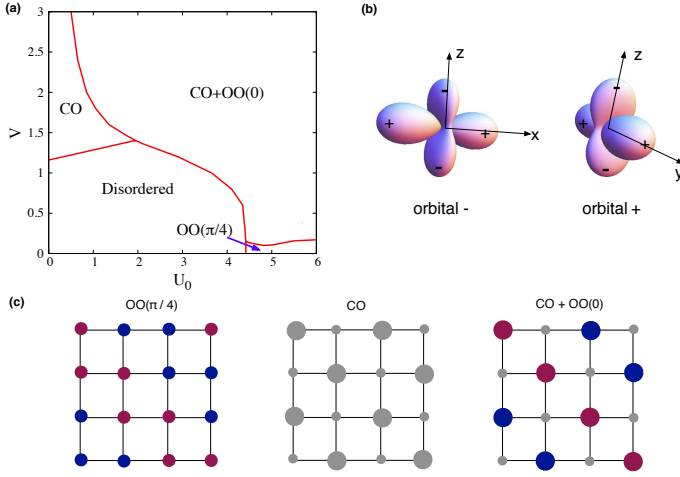 (a)
3
2.5
2
1.5
1
0.5
0
V
CO
CO+OO(0)
Disordered
OO(π/4)
0 1 2 3 4 5 6
U0
(b)
z
x
-
+
+
-
orbital -
z
y
-
+
+
-
orbital +
(c)
OO(π / 4)
CO
CO + OO(0)